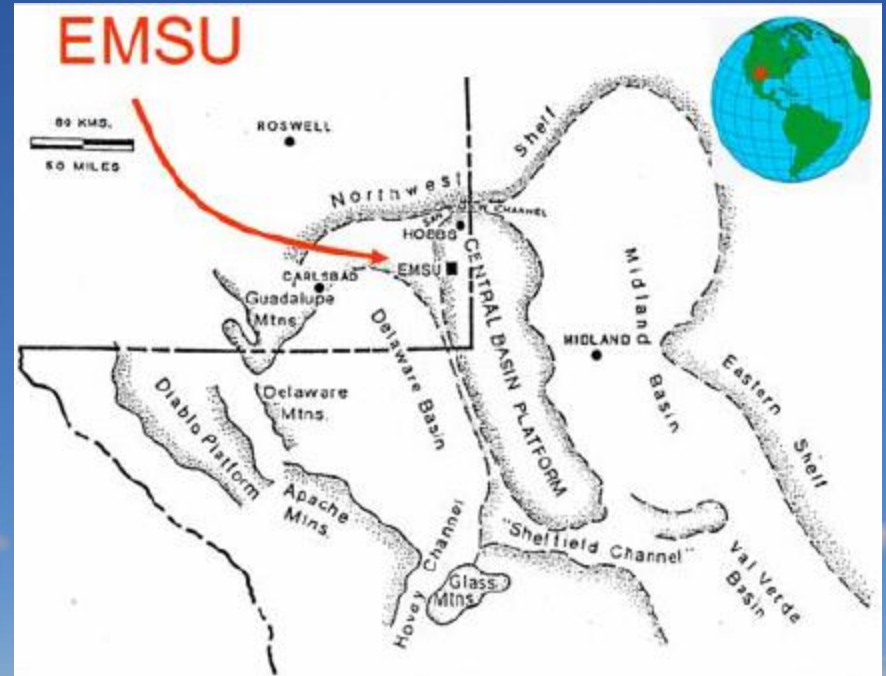 EMSU
80 KMS.
50 MILES
ROSWELL
Northwest
Shelf
SAN
CHANNEL
HOBBS
EMSU
CARLSBAD
Guadalupe
Mtns.
CENTRAL BASIN PLATFORM
Delaware Basin
Midland
Basin
MIDLAND
Eastern
Shelf
Delaware
Mtns.
Diablo Platform
Apache
Mtns.
Hovey Channel
"Sheffield Channel"
Glass
Mtns.
Val Verde
Basin